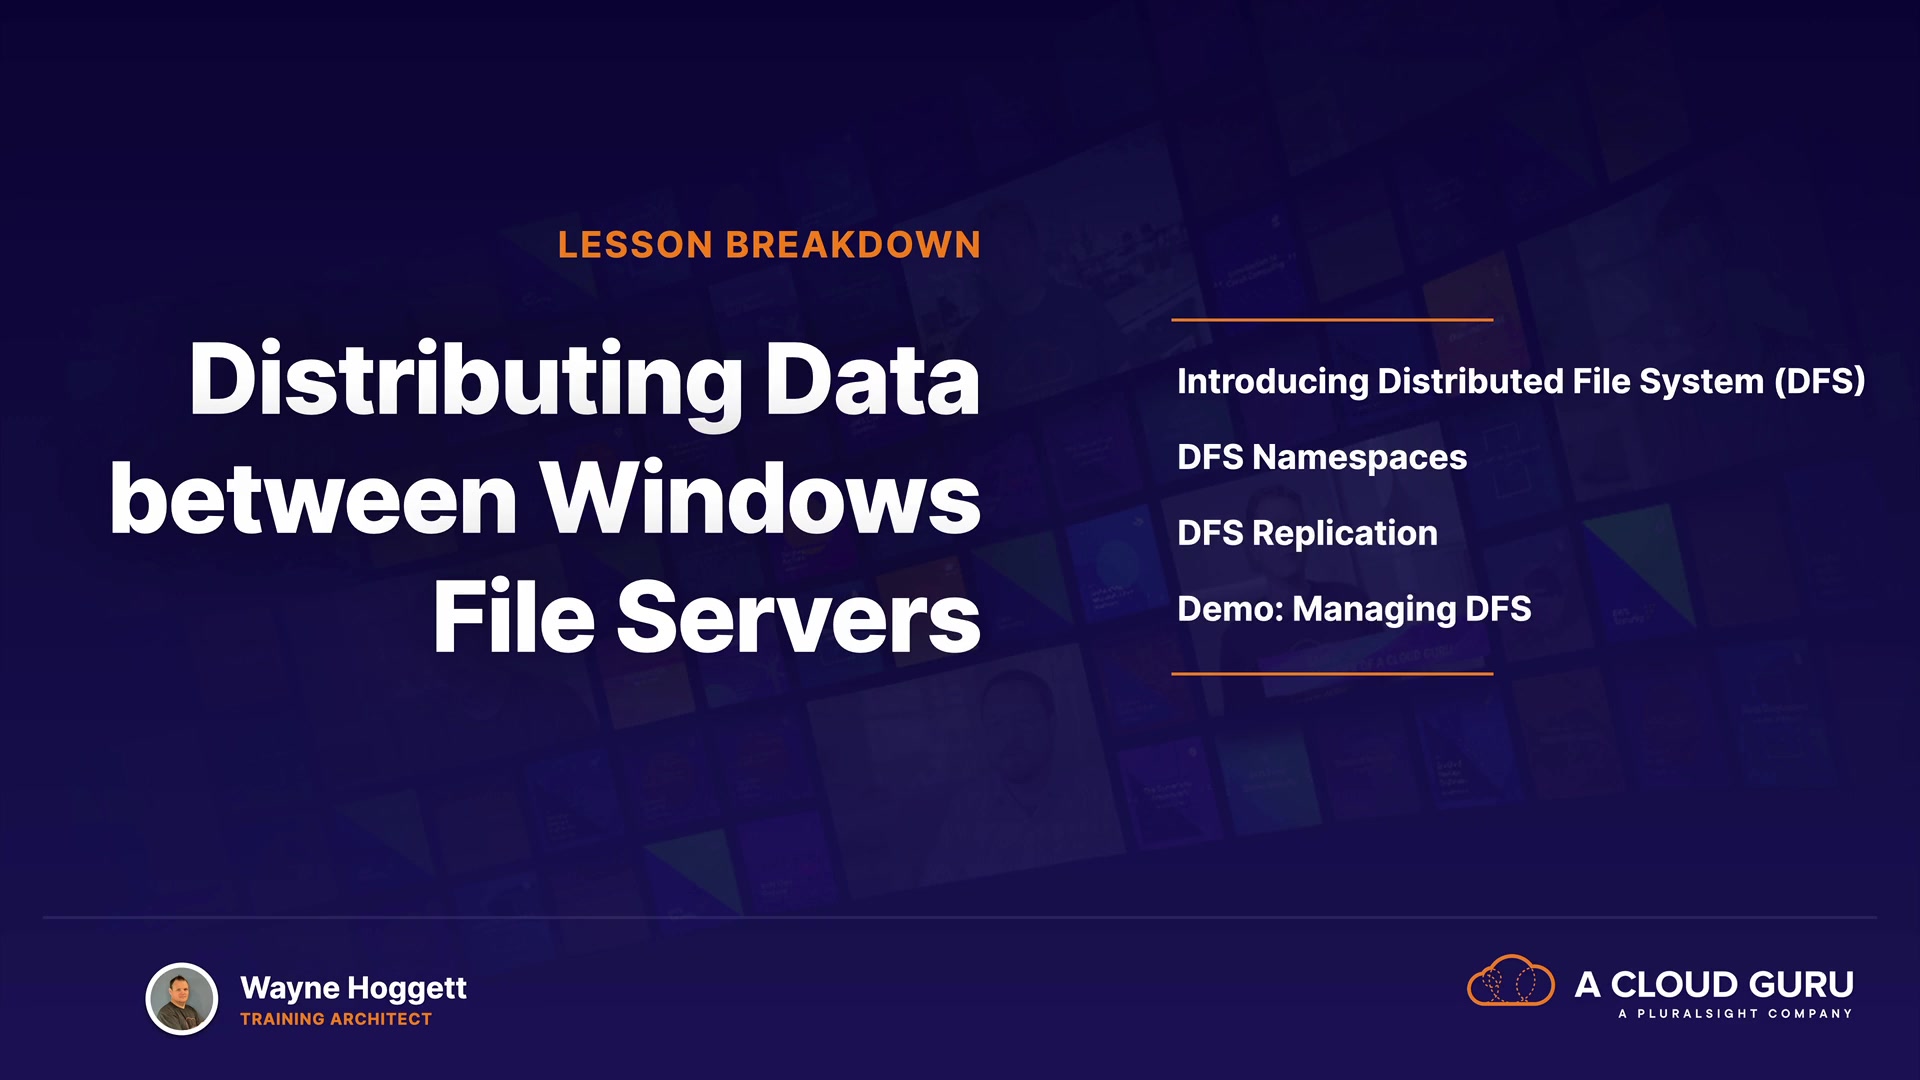 LESSON BREAKDOWN
Distributing Data
between Windows
File Servers
Introducing Distributed File System (DFS)
DFS Namespaces
DFS Replication
Demo: Managing DFS
Wayne Hoggett
TRAINING ARCHITECT
A CLOUD GURU
A PLURALSIGHT COMPANY